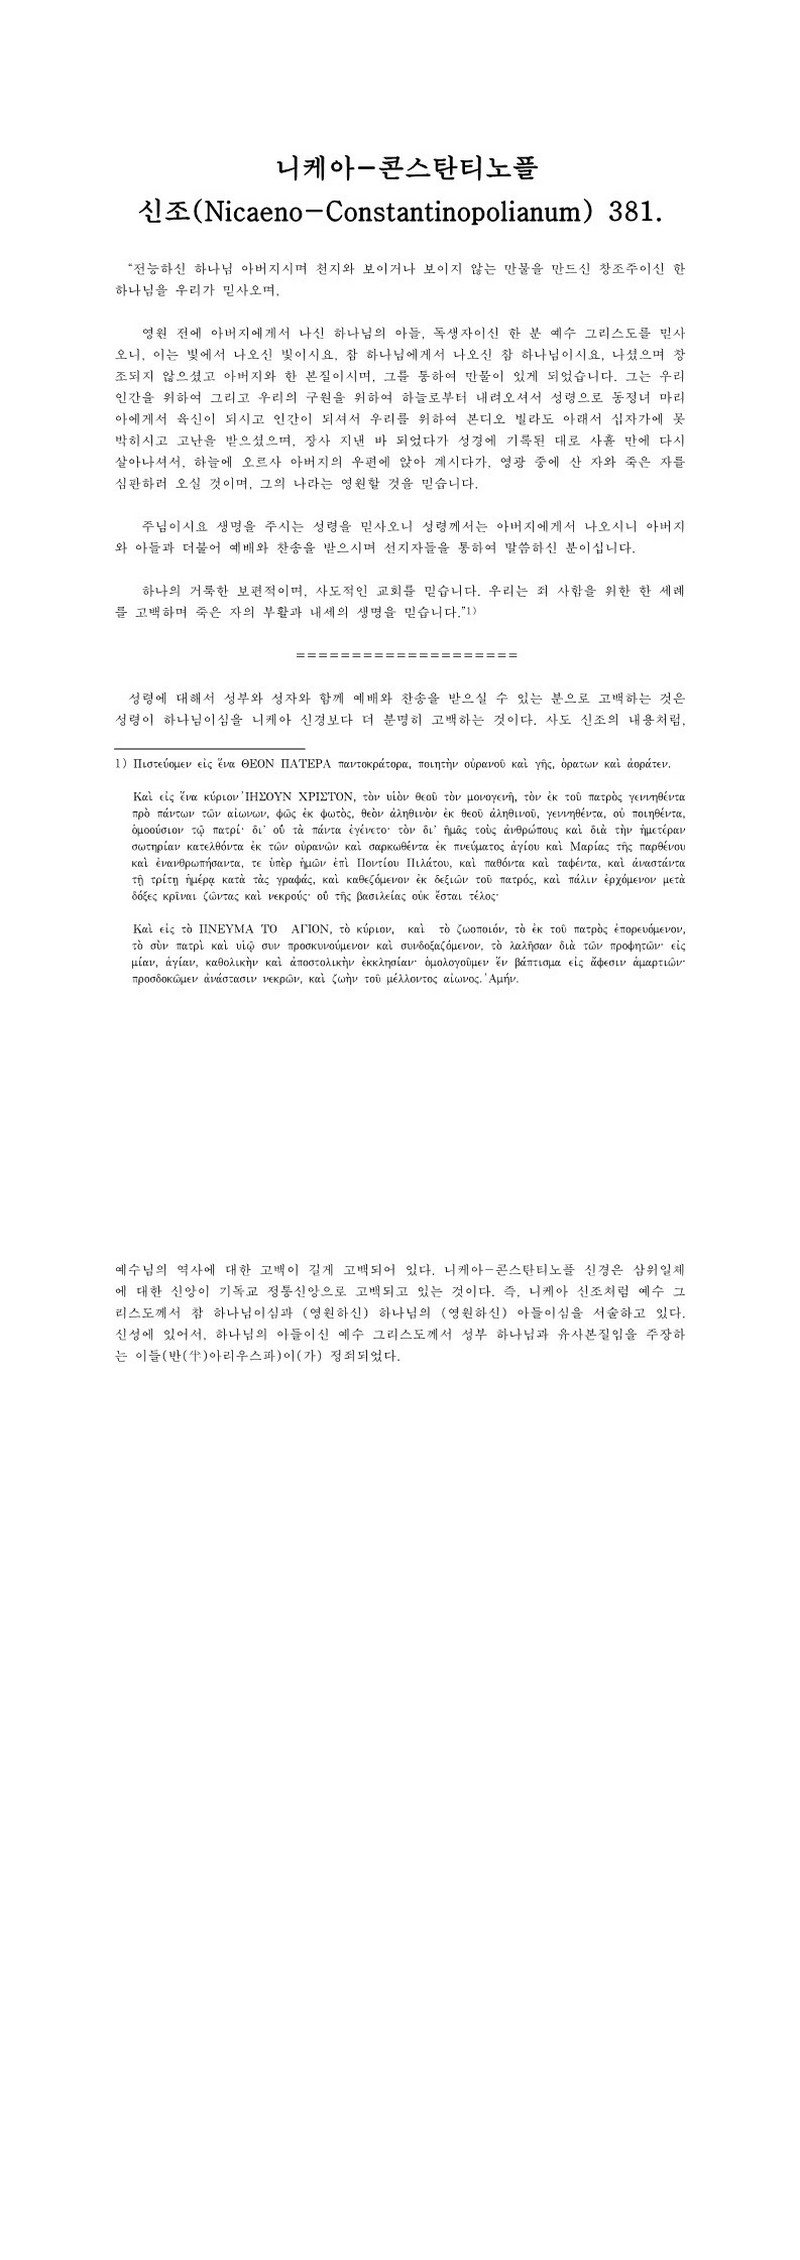 니케아-콘스탄티노플
신조(Nicaeno-Constantinopolianum) 381.
“전능하신 하나님 아버지시며 천지와 보이거나 보이지 않는 만물을 만드신 창조주이신 한
하나님을 우리가 믿사오며,
영원 전에 아버지에게서 나신 하나님의 아들, 독생자이신 한 분 예수 그리스도를 믿사
오니, 이는 빛에서 나오신 빛이시요, 참 하나님에게서 나오신 참 하나님이시요, 나셨으며 창
조되지 않으셨고 아버지와 한 본질이시며, 그를 통하여 만물이 있게 되었습니다. 그는 우리
인간을 위하여 그리고 우리의 구원을 위하여 하늘로부터 내려오셔서 성령으로 동정녀 마리
아에게서 육신이 되시고 인간이 되셔서 우리를 위하여 본디오 빌라도 아래서 십자가에 못
박히시고 고난을 받으셨으며, 장사 지낸 바 되었다가 성경에 기록된 대로 사흘 만에 다시
살아나셔서, 하늘에 오르사 아버지의 우편에 앉아 계시다가, 영광 중에 산 자와 죽은 자를
심판하러 오실 것이며, 그의 나라는 영원할 것을 믿습니다.
주님이시요 생명을 주시는 성령을 믿사오니 성령께서는 아버지에게서 나오시니 아버지
와 아들과 더불어 예배와 찬송을 받으시며 선지자들을 통하여 말씀하신 분이십니다.
하나의 거룩한 보편적이며, 사도적인 교회를 믿습니다. 우리는 죄 사함을 위한 한 세례
를 고백하며 죽은 자의 부활과 내세의 생명을 믿습니다.”1)
====================
성령에 대해서 성부와 성자와 함께 예배와 찬송을 받으실 수 있는 분으로 고백하는 것은
성령이 하나님이심을 니케아 신경보다 더 분명히 고백하는 것이다. 사도 신조의 내용처럼,
1) Πιστεύομεν εἰς ἕνα ΘΕΟΝ ΠΑΤΕΡΑ παντοκράτορα, ποιητὴν οὐρανοῦ καὶ γῆς, ὁρατων καὶ ἀοράτεν.
Καὶ εἰς ἕνα κύριον ᾿ΙΗΣΟΥΝ ΧΡΙΣΤΟΝ, τὸν υἱὸν θεοῦ τὸν μονογενῆ, τὸν ἐκ τοῦ πατρὸς γεννηθέντα
πρὸ πάντων τῶν αἰωνων, φῶς ἐκ φωτὸς, θεὸν ἀληθινὸν ἐκ θεοῦ ἀληθινοῦ, γεννηθέντα, οὐ ποιηθέντα,
ὁμοούσιον τῷ πατρί· δι᾿ οὗ τὰ πάντα ἐγένετο· τὸν δι᾿ ἡμᾶς τοὺς ἀνθρώπους καὶ διὰ τὴν ἡμετέραν
σωτηρίαν κατελθόντα ἐκ τῶν οὐρανῶν καὶ σαρκωθέντα ἐκ πνεύματος ἁγίου καὶ Μαρίας τῆς παρθένου
καὶ ἐνανθρωπήσαντα, τε ὑπὲρ ἡμῶν ἐπὶ Ποντίου Πιλάτου, καὶ παθόντα καὶ ταφέντα, καὶ ἀναστάντα
τῇ τρίτῃ ἡμέρᾳ κατὰ τὰς γραφάς, καὶ καθεζόμενον ἐκ δεξιῶν τοῦ πατρός, καὶ πάλιν ἐρχόμενον μετὰ
δόξες κρῖναι ζῶντας καὶ νεκρούς· οὗ τῆς βασιλείας οὐκ ἔσται τέλος·
Καὶ εἰς τὸ ΠΝΕΥΜΑ ΤΟ ΑΓΙΟΝ, τὸ κύριον, καὶ τὸ ζωοποιόν, τὸ ἐκ τοῦ πατρὸς ἐπορευόμενον,
τὸ σὺν πατρὶ καὶ υἱῷ συν προσκυνούμενον καὶ συνδοξαζόμενον, τὸ λαλῆσαν διὰ τῶν προφητῶν· εἰς
μίαν, ἁγίαν, καθολικὴν καὶ ἀποστολικὴν ἐκκλησίαν· ὁμολογοῦμεν ἓν βάπτισμα εἰς ἄφεσιν ἁμαρτιῶν·
προσδοκῶμεν ἀνάστασιν νεκρῶν, καὶ ζωὴν τοῦ μέλλοντος αἰωνος.᾿Αμήν.
예수님의 역사에 대한 고백이 길게 고백되어 있다. 니케아-콘스탄티노플 신경은 삼위일체
에 대한 신앙이 기독교 정통신앙으로 고백되고 있는 것이다. 즉, 니케아 신조처럼 예수 그
리스도께서 참 하나님이심과 (영원하신) 하나님의 (영원하신) 아들이심을 서술하고 있다.
신성에 있어서, 하나님의 아들이신 예수 그리스도께서 성부 하나님과 유사본질임을 주장하
는 이들(반(半)아리우스파)이(가) 정죄되었다.